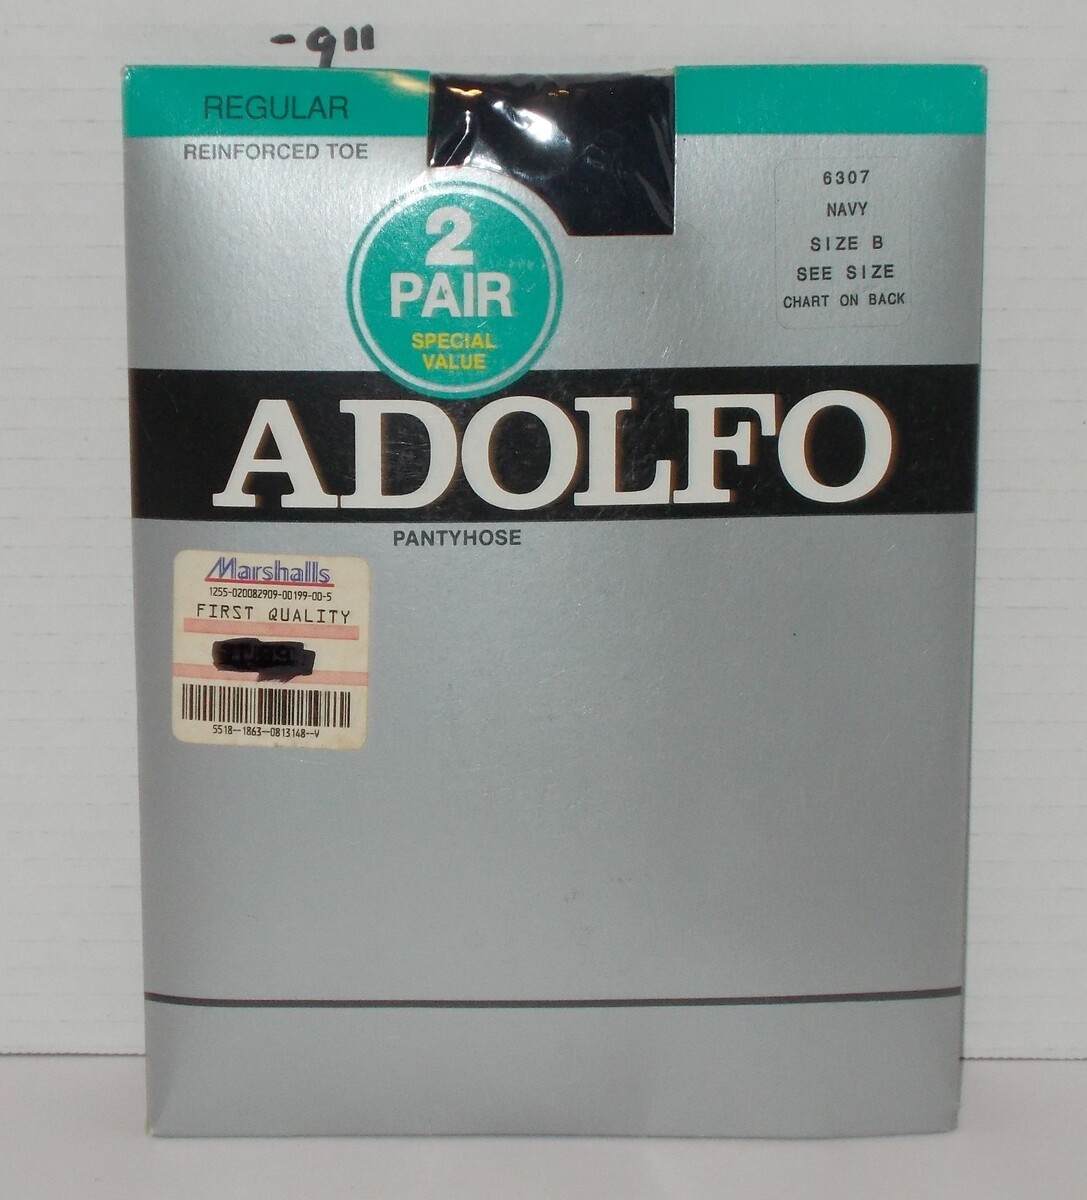 -911
REGULAR
REINFORCED TOE
2
PAIR
SPECIAL
VALUE
6307
NAVY
SIZE B
SEE SIZE
CHART ON BACK
ADOLFO
PANTYHOSE
Marshalls
1255-020082909-00199-00-5
FIRST QUALITY
5518--1863--0813148--V